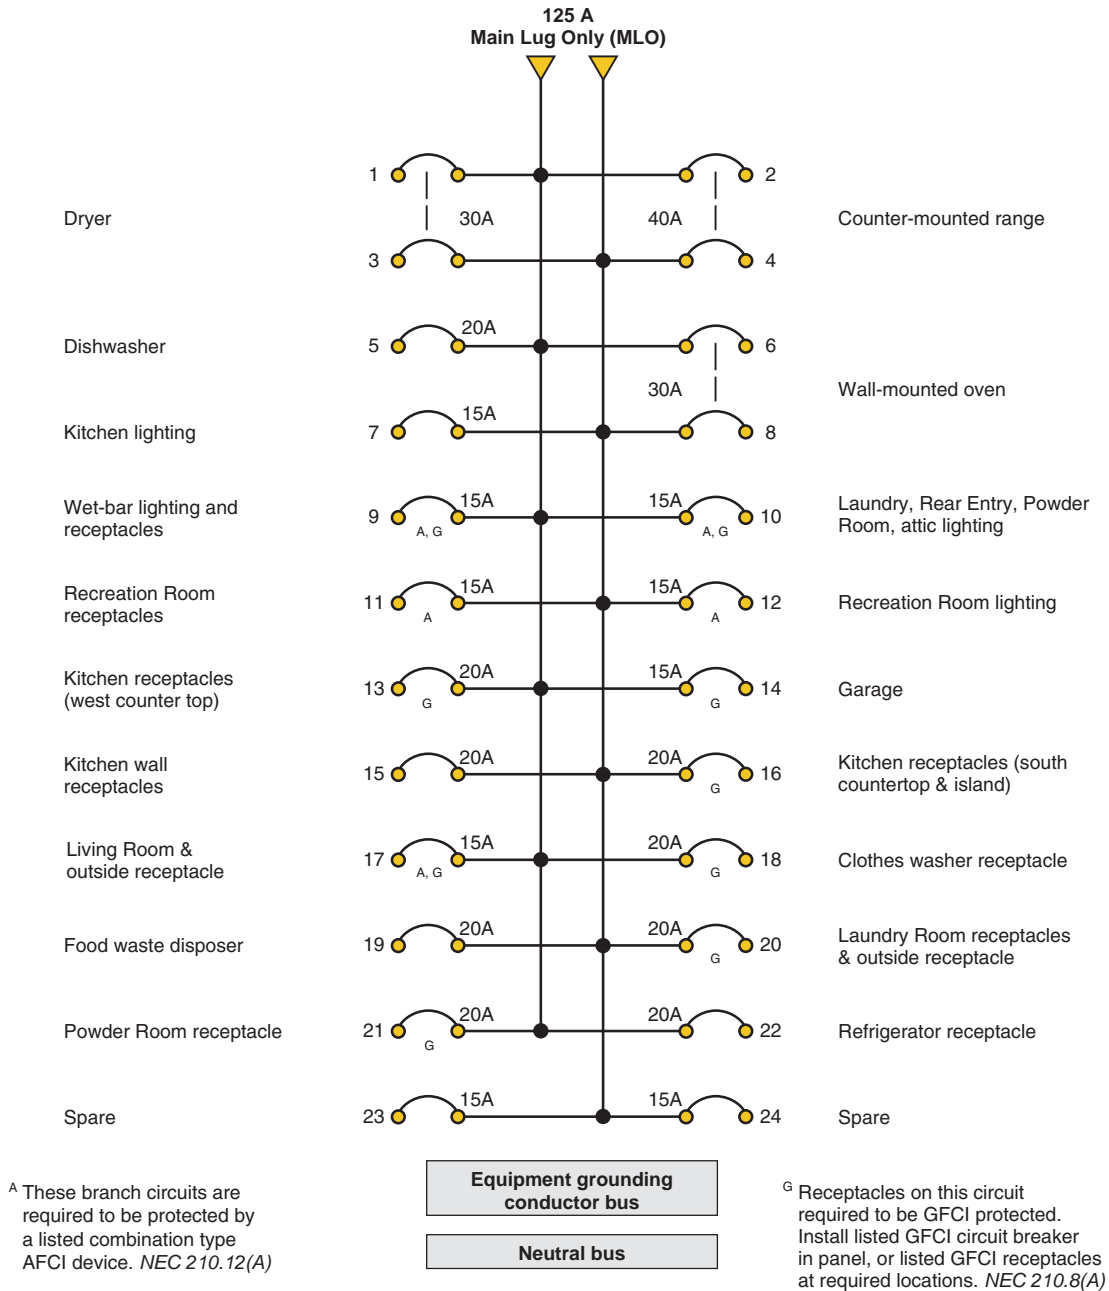 125 A
Main Lug Only (MLO)
1
2
Dryer
30A
40A
Counter-mounted range
3
4
20A
Dishwasher
5
6
30A
Wall-mounted oven
15A
Kitchen lighting
7
8
Wet-bar lighting and
receptacles
9
15A
A, G
15A
A, G
10
Laundry, Rear Entry, Powder
Room, attic lighting
Recreation Room
receptacles
11
15A
A
15A
A
12
Recreation Room lighting
Kitchen receptacles
(west counter top)
13
20A
G
15A
G
14
Garage
Kitchen wall
receptacles
15
20A
20A
G
16
Kitchen receptacles (south
countertop & island)
Living Room &
outside receptacle
17
15A
A, G
20A
G
18
Clothes washer receptacle
Food waste disposer
19
20A
20A
G
20
Laundry Room receptacles
& outside receptacle
Powder Room receptacle
21
20A
G
20A
22
Refrigerator receptacle
Spare
23
15A
15A
24
Spare
Equipment grounding
conductor bus
Neutral bus
A These branch circuits are
required to be protected by
a listed combination type
AFCI device. NEC 210.12(A)
G Receptacles on this circuit
required to be GFCI protected.
Install listed GFCI circuit breaker
in panel, or listed GFCI receptacles
at required locations. NEC 210.8(A)